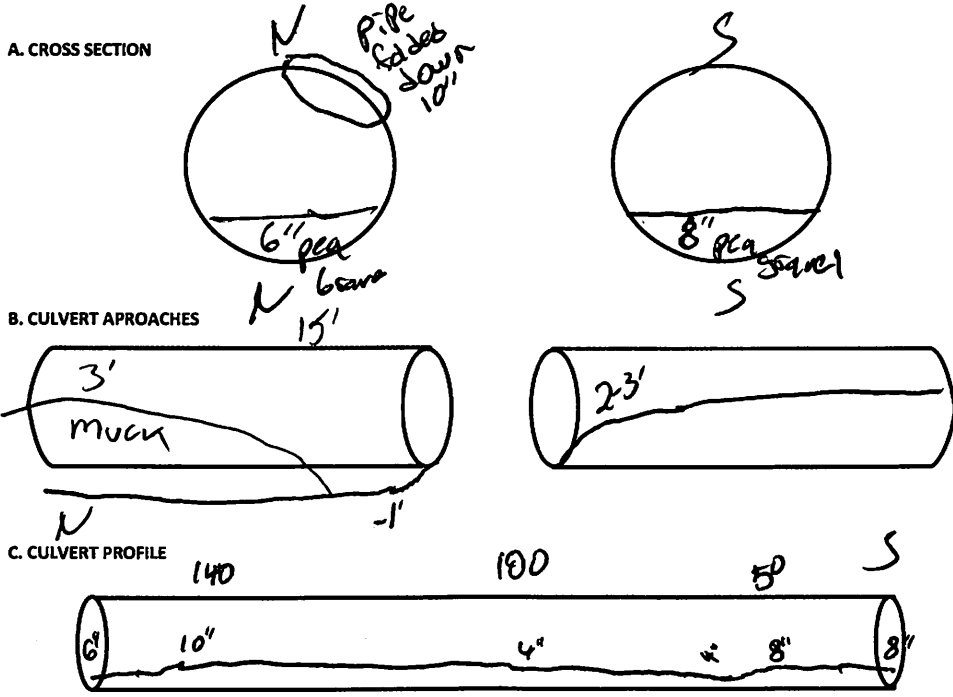 A. CROSS SECTION
N
pipe
folded
down
10"
S
6" pea
8" pea
gravel
N
S
B. CULVERT APROACHES
15'
3'
muck
2-3'
N
-1'
C. CULVERT PROFILE
140
100
50
S
6"
10"
4"
4"
8"
8"